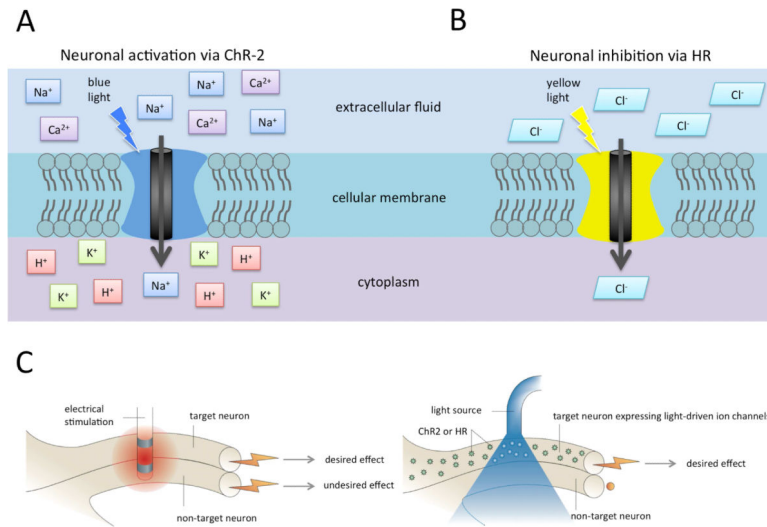 A
Neuronal activation via ChR-2
blue
light
Na⁺
Na⁺
Ca²⁺
Na⁺
Ca²⁺
Ca²⁺
Na⁺
H⁺
K⁺
K⁺
H⁺
K⁺
H⁺
Na⁺
H⁺
K⁺
extracellular fluid
cellular membrane
cytoplasm
B
Neuronal inhibition via HR
yellow
light
Cl⁻
Cl⁻
Cl⁻
Cl⁻
Cl⁻
C
electrical
stimulation
target neuron
desired effect
undesired effect
non-target neuron
light source
ChR2 or HR
target neuron expressing light-driven ion channels
desired effect
non-target neuron